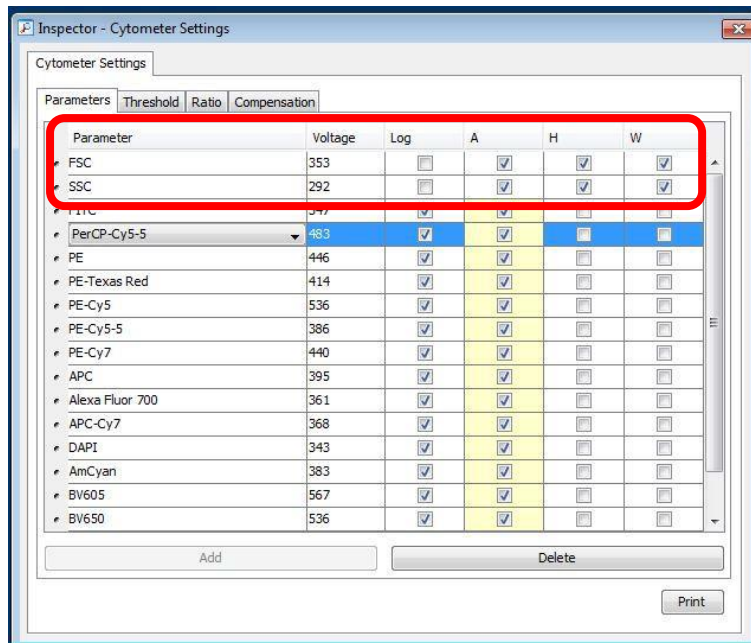 Inspector - Cytometer Settings
Cytometer Settings
Parameters Threshold Ratio Compensation
Parameter Voltage Log A H W
FSC 353
SSC 292
FITC 547
PerCP-Cy5-5 483
PE 446
PE-Texas Red 414
PE-Cy5 536
PE-Cy5-5 386
PE-Cy7 440
APC 395
Alexa Fluor 700 361
APC-Cy7 368
DAPI 343
AmCyan 383
BV605 567
BV650 536
Add Delete
Print